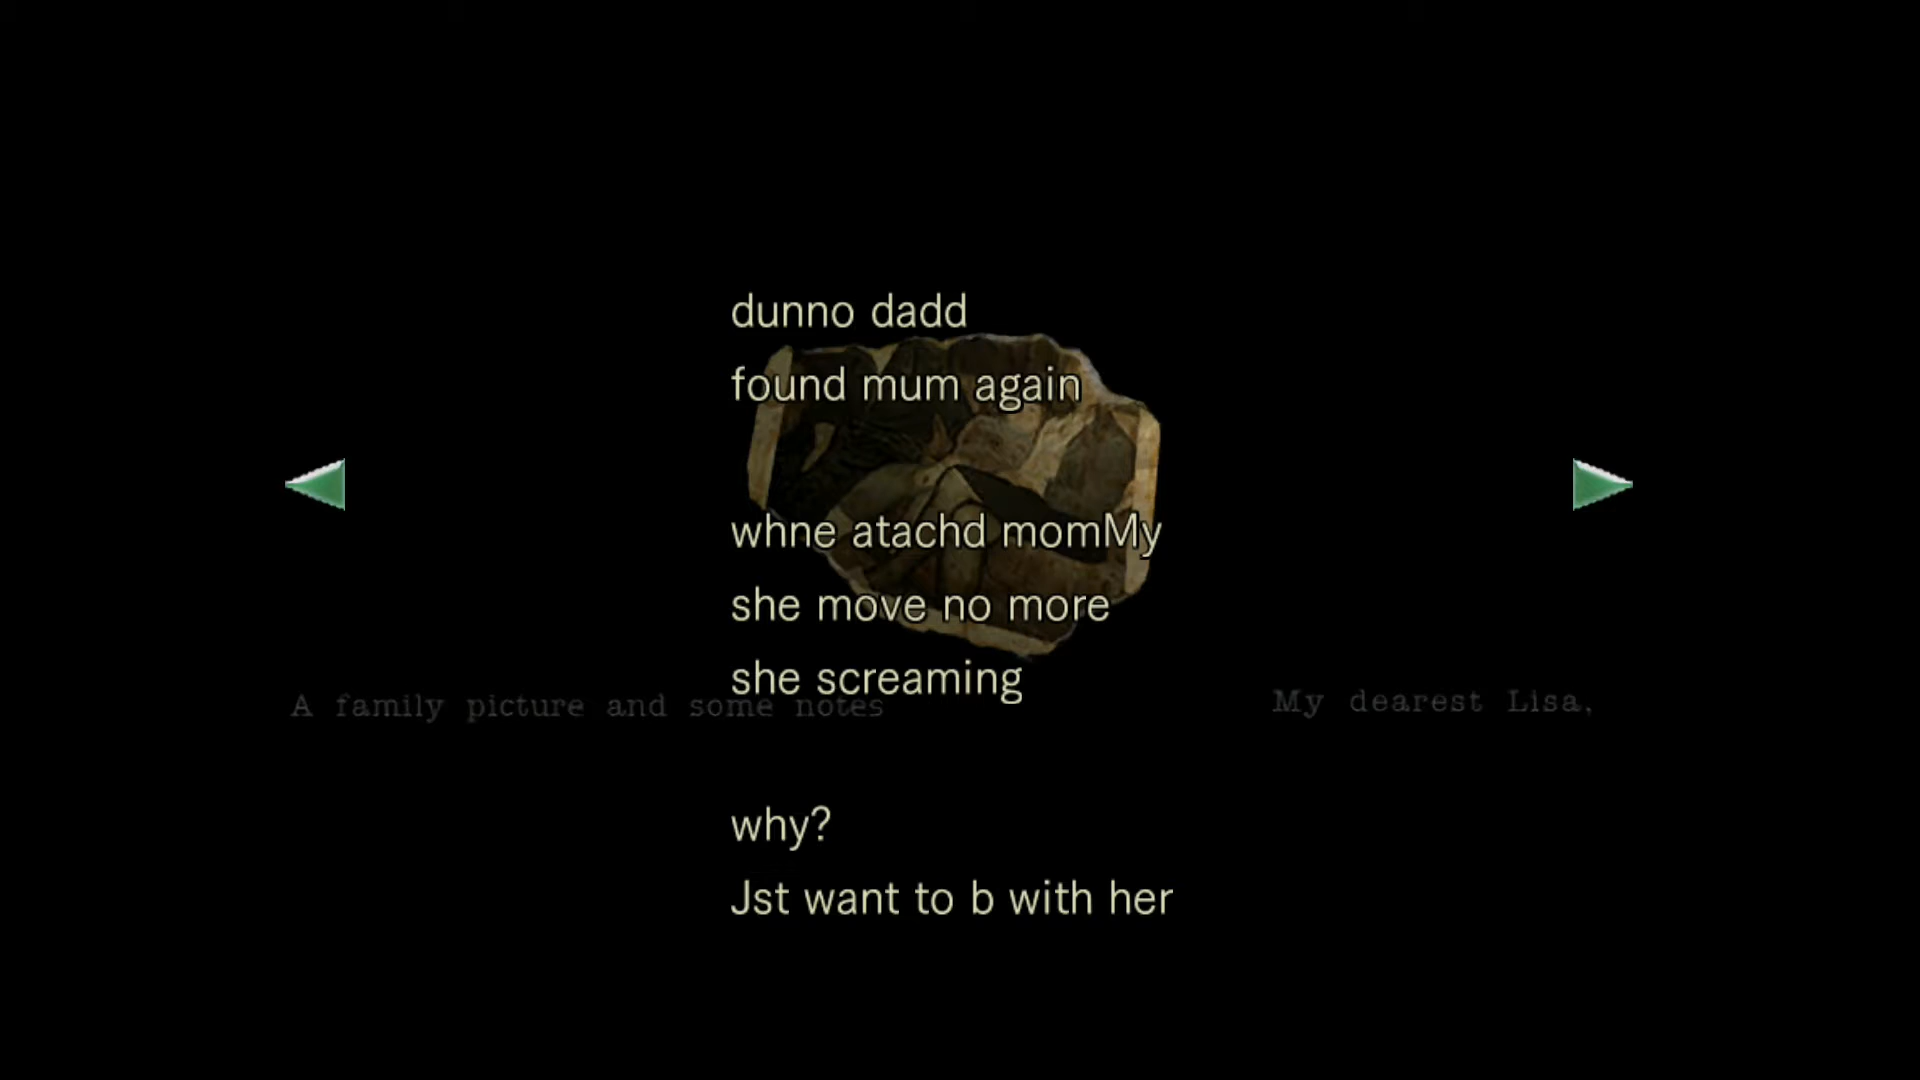 dunno dadd
found mum again
whne atachd momMy
she move no more
she screaming
A family picture and some notes
My dearest Lisa,
why?
Jst want to b with her